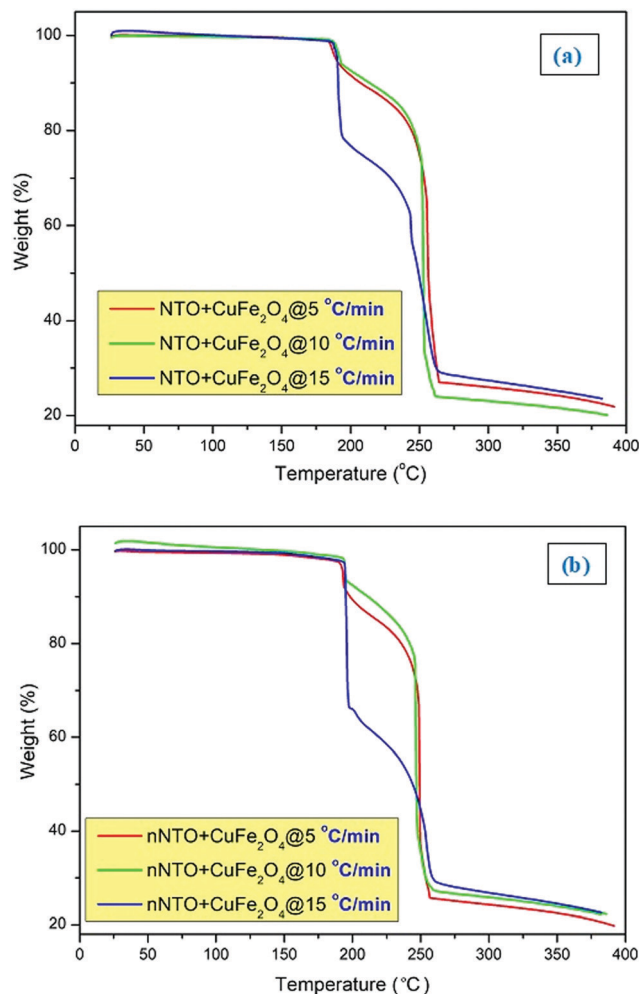 (a)
100
80
60
40
20
Weight (%)
NTO+CuFe₂O₄@5 °C/min
NTO+CuFe₂O₄@10 °C/min
NTO+CuFe₂O₄@15 °C/min
0 50 100 150 200 250 300 350 400
Temperature (°C)
(b)
100
80
60
40
20
Weight (%)
nNTO+CuFe₂O₄@5 °C/min
nNTO+CuFe₂O₄@10 °C/min
nNTO+CuFe₂O₄@15 °C/min
0 50 100 150 200 250 300 350 400
Temperature (°C)